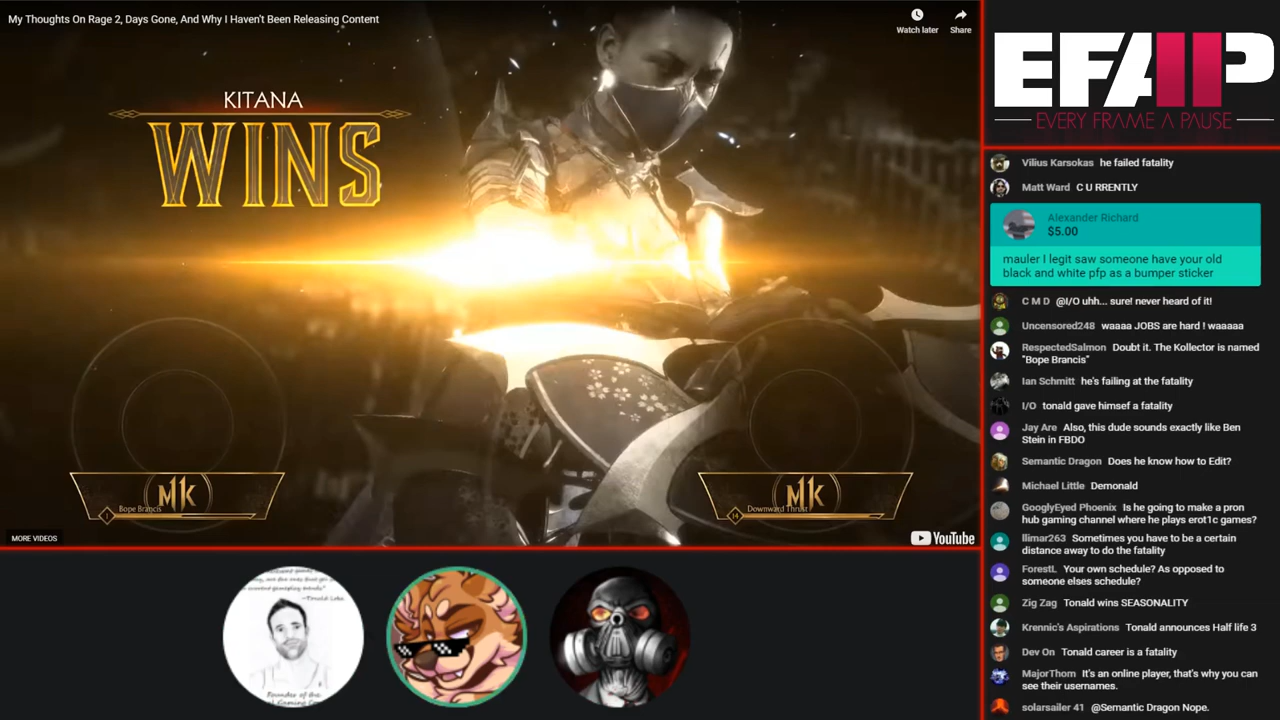 My Thoughts On Rage 2, Days Gone, And Why I Haven't Been Releasing Content
Watch later
Share
KITANA
WINS
MK
Bope Brancis
1
MK
Downward Thrust
14
MORE VIDEOS
YouTube
EFAP
EVERY FRAME A PAUSE
Vilius Karsokas he failed fatality
Matt Ward C U RRENTLY
Alexander Richard
$5.00
mauler I legit saw someone have your old
black and white pfp as a bumper sticker
C M D @I/O uhh... sure! never heard of it!
Uncensored248 waaaa JOBS are hard ! waaaaa
RespectedSalmon Doubt it. The Kollector is named
"Bope Brancis"
Ian Schmitt he's failing at the fatality
I/O tonald gave himsef a fatality
Jay Are Also, this dude sounds exactly like Ben
Stein in FBDO
Semantic Dragon Does he know how to Edit?
Michael Little Demonald
GooglyEyed Phoenix Is he going to make a pron
hub gaming channel where he plays erot1c games?
llimar263 Sometimes you have to be a certain
distance away to do the fatality
ForestL Your own schedule? As opposed to
someone elses schedule?
Zig Zag Tonald wins SEASONALITY
Krennic's Aspirations Tonald announces Half life 3
Dev On Tonald career is a fatality
MajorThom It's an online player, that's why you can
see their usernames.
solarsailer 41 @Semantic Dragon Nope.
Founder of the